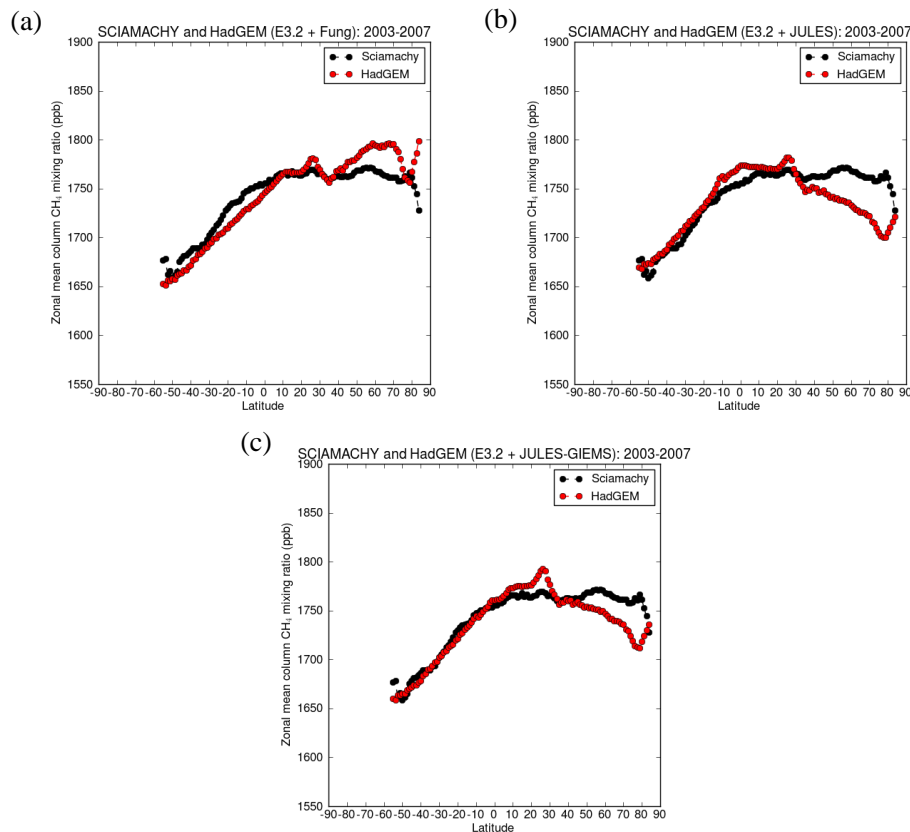 (a)
SCIAMACHY and HadGEM (E3.2 + Fung): 2003-2007
Sciamachy
HadGEM
Zonal mean column CH₄ mixing ratio (ppb)
1900
1850
1800
1750
1700
1650
1600
1550
-90-80-70-60-50-40-30-20-10 0 10 20 30 40 50 60 70 80 90
Latitude
(b)
SCIAMACHY and HadGEM (E3.2 + JULES): 2003-2007
Sciamachy
HadGEM
Zonal mean column CH₄ mixing ratio (ppb)
1900
1850
1800
1750
1700
1650
1600
1550
-90-80-70-60-50-40-30-20-10 0 10 20 30 40 50 60 70 80 90
Latitude
(c)
SCIAMACHY and HadGEM (E3.2 + JULES-GIEMS): 2003-2007
Sciamachy
HadGEM
Zonal mean column CH₄ mixing ratio (ppb)
1900
1850
1800
1750
1700
1650
1600
1550
-90-80-70-60-50-40-30-20-10 0 10 20 30 40 50 60 70 80 90
Latitude